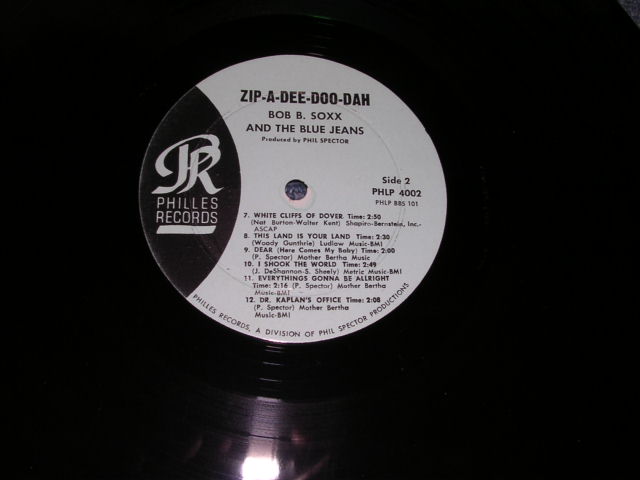 ZIP-A-DEE-DOO-DAH
BOB B. SOXX
AND THE BLUE JEANS
Produced by PHIL SPECTOR
PR
PHILLES
RECORDS
Side 2
PHLP 4002
PHLP BBS 101
7. WHITE CLIFFS OF DOVER Time: 2:50
(Nat Burton-Walter Kent) Shapiro-Bernstein, Inc.-
ASCAP
8. THIS LAND IS YOUR LAND Time: 2:30
(Woody Gunthrie) Ludlow Music-BMI
9. DEAR (Here Comes My Baby) Time: 2:00
(P. Spector) Mother Bertha Music
10. I SHOOK THE WORLD Time: 2:49
(J. DeShannon-S. Sheely) Metric Music-BMI
11. EVERYTHINGS GONNA BE ALLRIGHT
Time: 2:16 (P. Spector) Mother Bertha
Music-BMI
12. DR. KAPLAN'S OFFICE Time: 2:08
(P. Spector) Mother Bertha
Music-BMI
PHILLES RECORDS, A DIVISION OF PHIL SPECTOR PRODUCTIONS